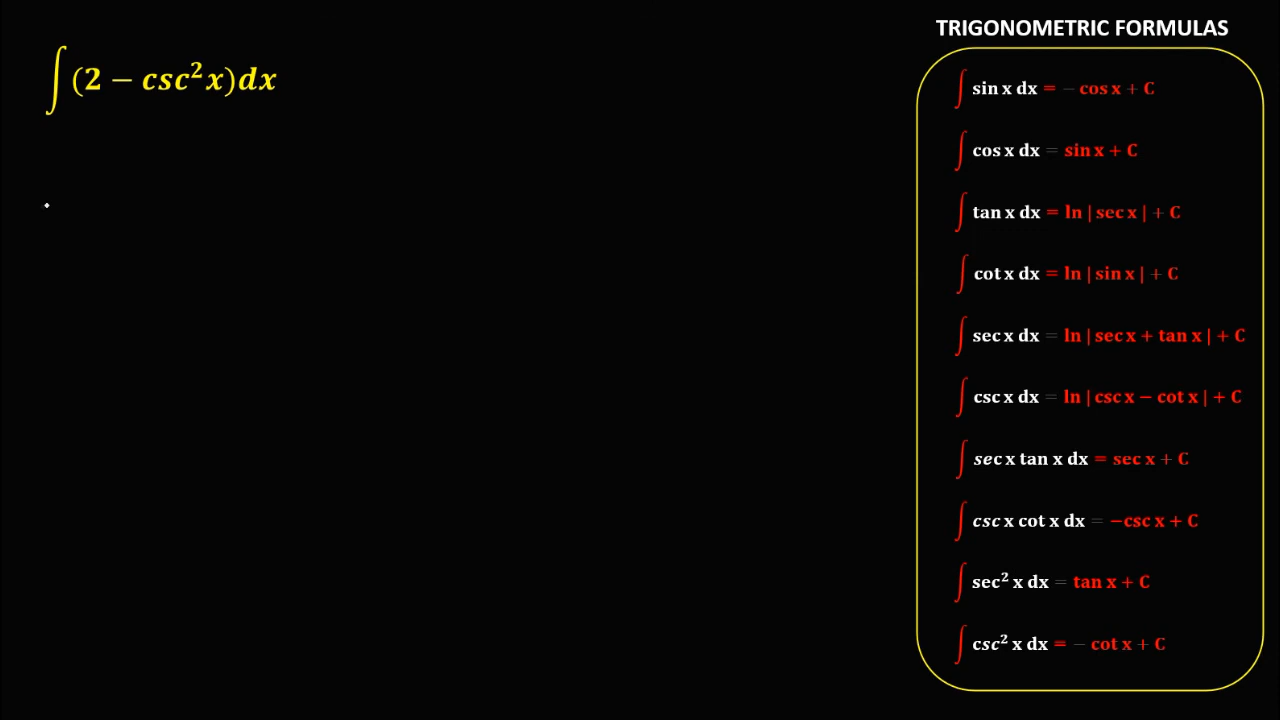 ∫(2 − csc²x)dx
TRIGONOMETRIC FORMULAS
∫ sin x dx = − cos x + C
∫ cos x dx = sin x + C
∫ tan x dx = ln | sec x | + C
∫ cot x dx = ln | sin x | + C
∫ sec x dx = ln | sec x + tan x | + C
∫ csc x dx = ln | csc x − cot x | + C
∫ sec x tan x dx = sec x + C
∫ csc x cot x dx = −csc x + C
∫ sec² x dx = tan x + C
∫ csc² x dx = − cot x + C